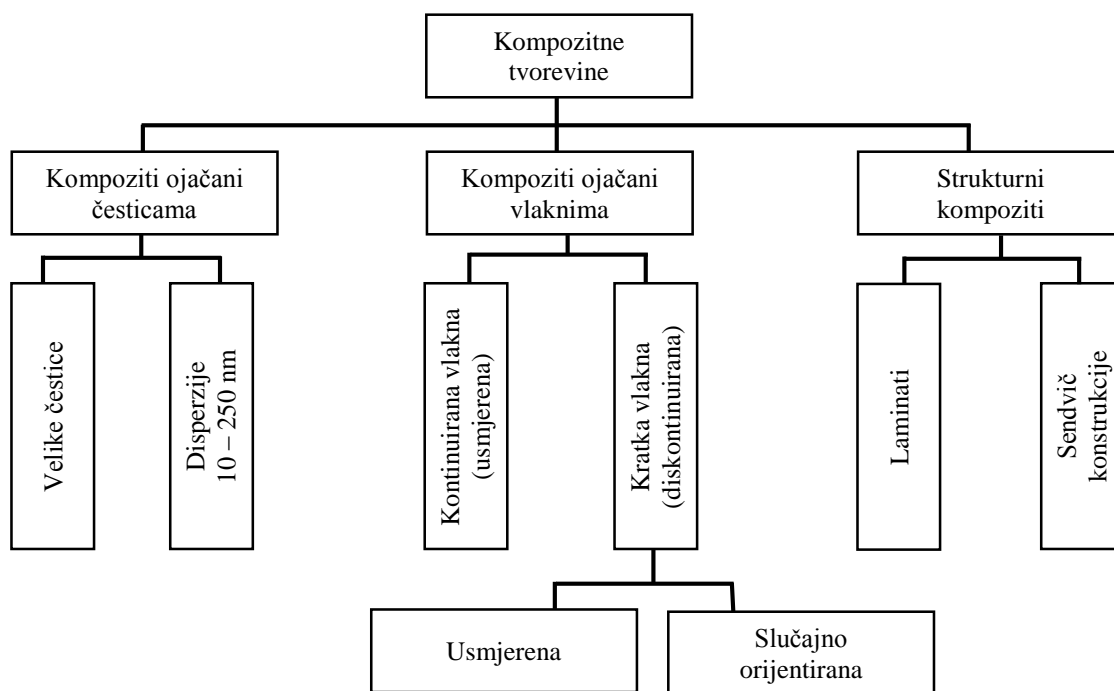 Kompozitne
tvorevine
Kompoziti ojačani
česticama
Kompoziti ojačani
vlaknima
Strukturni
kompoziti
Velike čestice
Disperzije
10 – 250 nm
Kontinuirana vlakna
(usmjerena)
Kratka vlakna
(diskontinuirana)
Laminati
Sendvič
konstrukcije
Usmjerena
Slučajno
orijentirana